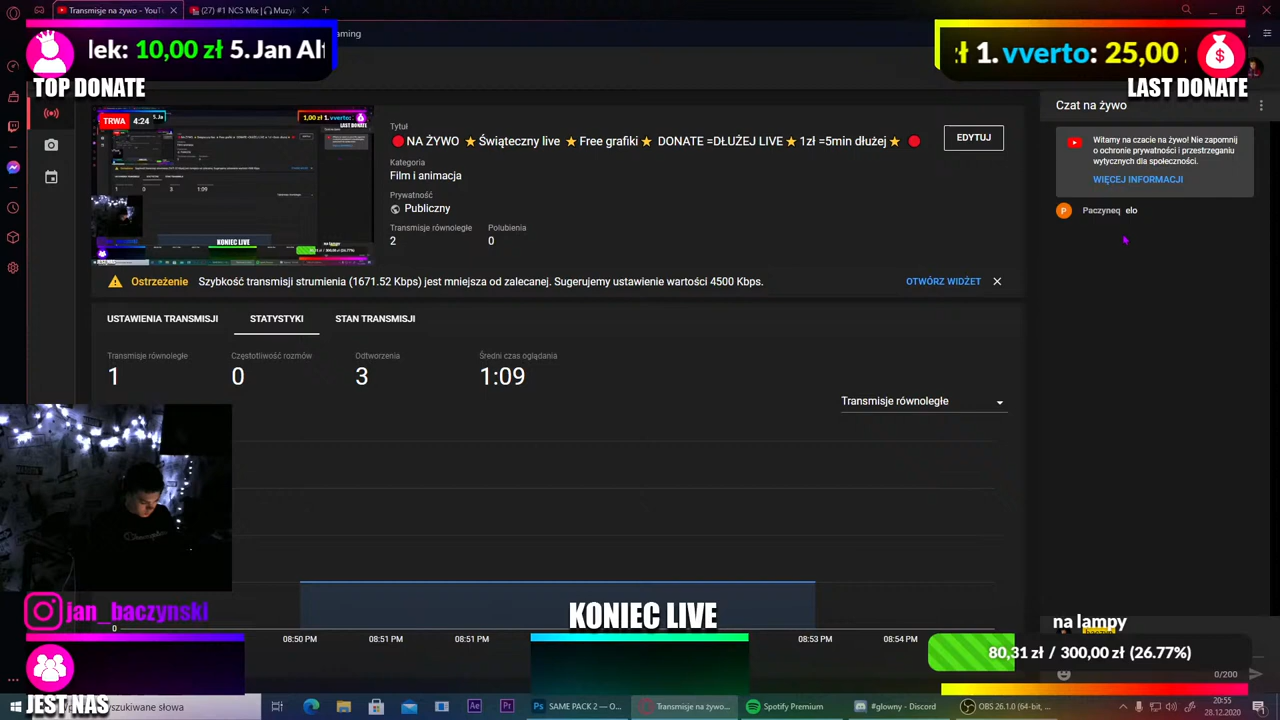 Transmisje na żywo - YouTu
(27) #1 NCS Mix | Muzyk
aming
lek: 10,00 zł 5.Jan Alt
TOP DONATE
zł 1.vverto: 25,00
LAST DONATE
TRWA 4:24
KONIEC LIVE
Tytuł
NA ŻYWO ★Świąteczny live ★Free grafiki★ DONATE =DŁUŻEJ LIVE★1zł =5min dłużej★
EDYTUJ
Kategoria
Film i animacja
Prywatność
Publiczny
Transmisje równoległe
Polubienia
2
0
Ostrzeżenie
Szybkość transmisji strumienia (1671.52 Kbps) jest mniejsza od zalecanej. Sugerujemy ustawienie wartości 4500 Kbps.
OTWÓRZ WIDŻET
USTAWIENIA TRANSMISJI
STATYSTYKI
STAN TRANSMISJI
Transmisje równoległe
Częstotliwość rozmów
Odtworzenia
Średni czas oglądania
1
0
3
1:09
Transmisje równoległe
Czat na żywo
Witamy na czacie na żywo! Nie zapomnij
o ochronie prywatności i przestrzeganiu
wytycznych dla społeczności.
WIĘCEJ INFORMACJI
Paczyneq elo
jan_baczynski
0
KONIEC LIVE
08:50 PM
08:51 PM
08:51 PM
08:53 PM
08:54 PM
na lampy
80,31 zł / 300,00 zł (26.77%)
0/200
JEST NAS
szukiwane słowa
SAME PACK 2 — O...
Transmisje na żywo...
Spotify Premium
#glowny - Discord
OBS 26.1.0 (64-bit, ...
20:55
28.12.2020